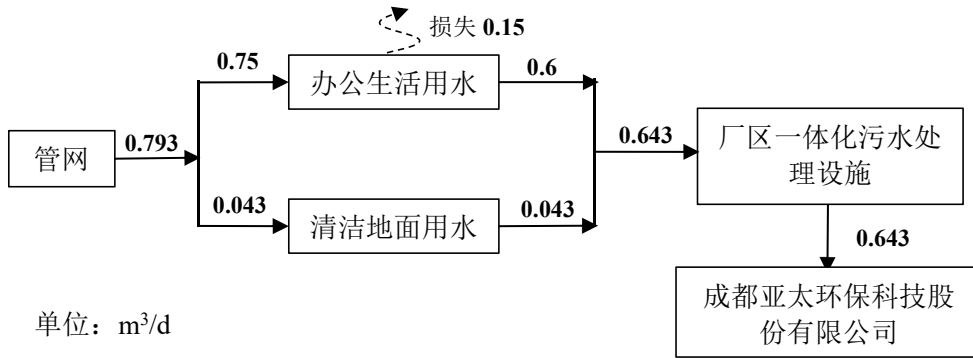 损失 0.15
0.75
办公生活用水
0.6
管网
0.793
0.643
厂区一体化污水处
理设施
0.043
清洁地面用水
0.043
0.643
成都亚太环保科技股
份有限公司
单位：m³/d